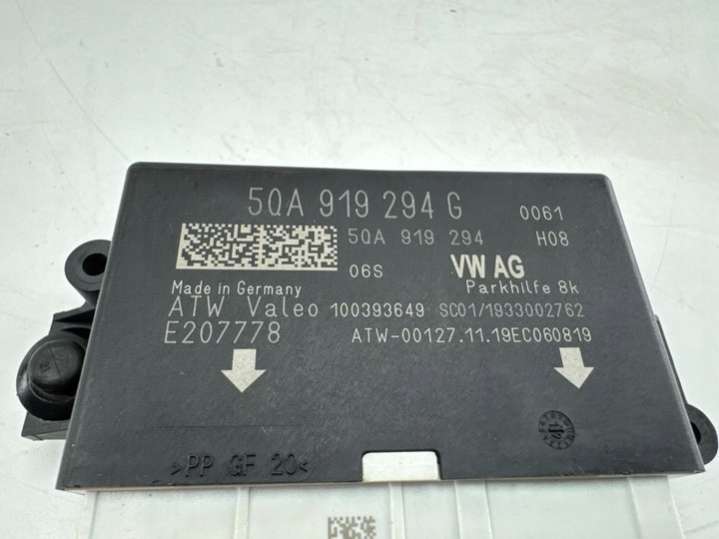 5QA 919 294 G 0061
5QA 919 294 H08
06S VW AG
Made in Germany Parkhilfe 8k
ATW Valeo 100393649 SC01/1933002762
E207778 ATW-00127.11.19EC060819
>PP GF 20<